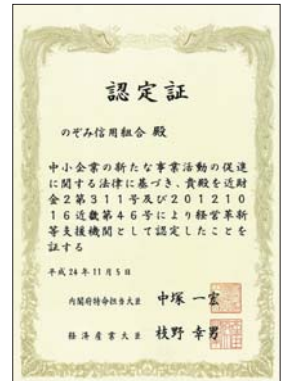 認定証
のぞみ信用組合 殿
中小企業の新たな事業活動の促進
に関する法律に基づき、貴殿を近財
金2第311号及び201210
16近畿第46号により経営革新
等支援機関として認定したことを
証する
平成24年11月5日
内閣府特命担当大臣 中塚 一宏
経済産業大臣 枝野 幸男